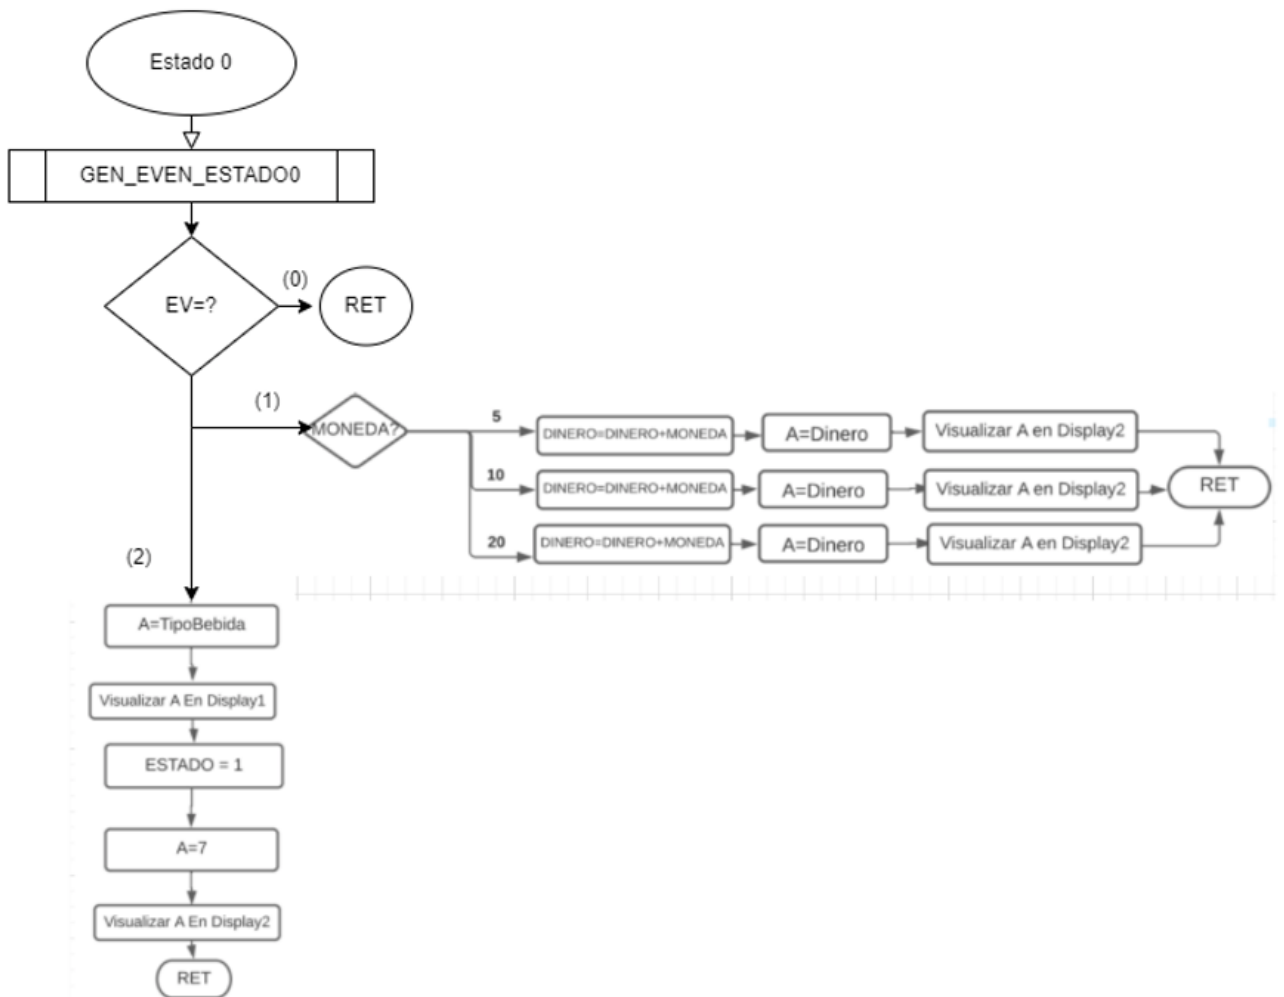 Estado 0
GEN_EVEN_ESTADO0
EV=?
(0)
RET
(1)
MONEDA?
5
DINERO=DINERO+MONEDA
A=Dinero
Visualizar A en Display2
10
DINERO=DINERO+MONEDA
A=Dinero
Visualizar A en Display2
RET
20
DINERO=DINERO+MONEDA
A=Dinero
Visualizar A en Display2
(2)
A=TipoBebida
Visualizar A En Display1
ESTADO = 1
A=7
Visualizar A En Display2
RET